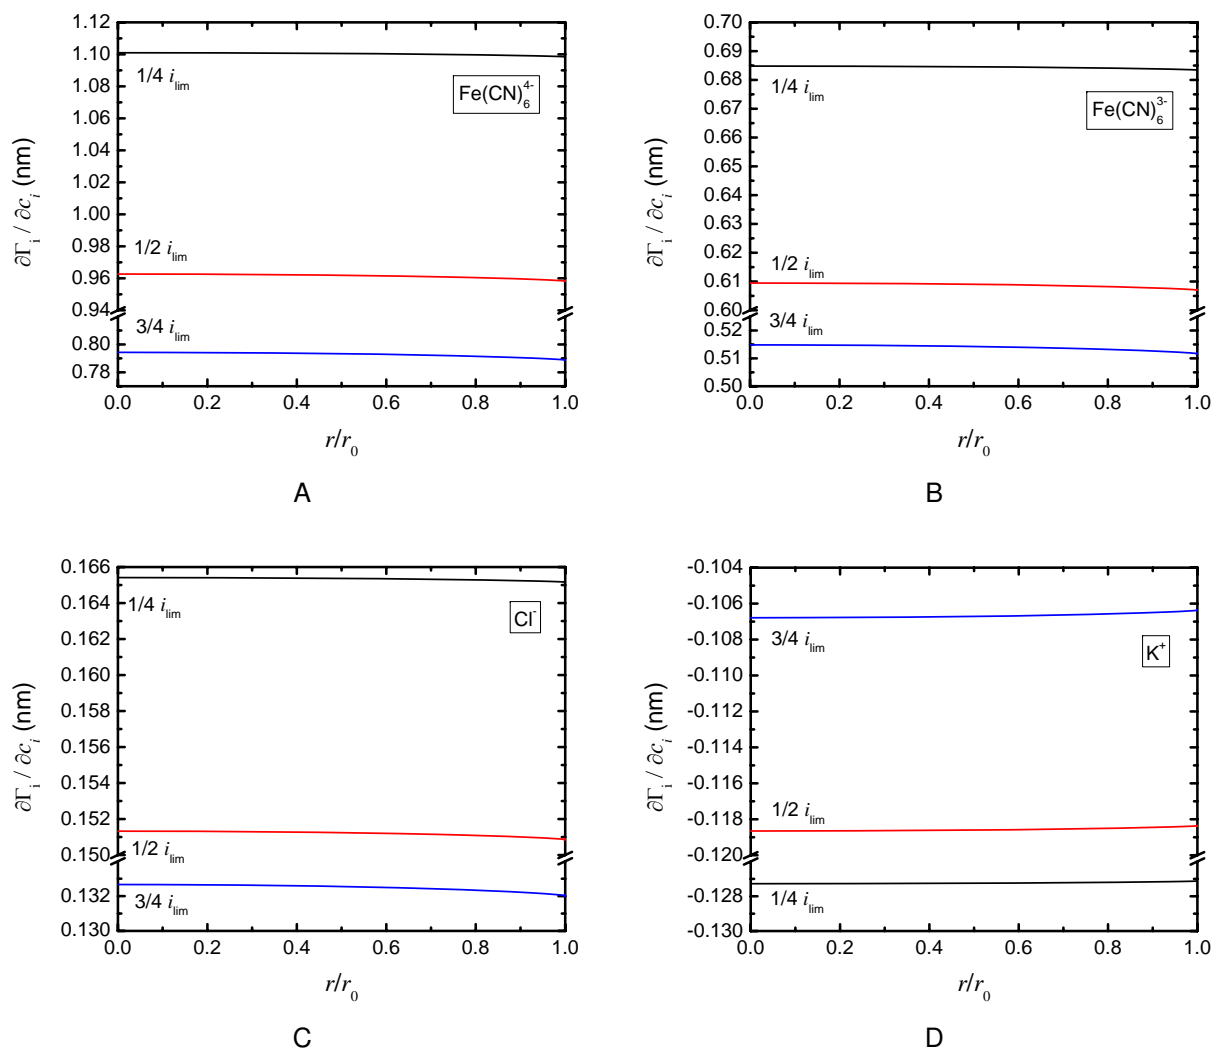 1.12
1.10
1.08
1.06
1.04
1.02
1.00
0.98
0.96
0.94
0.80
0.78
∂Γi / ∂ci (nm)
1/4 ilim
Fe(CN)6^4-
1/2 ilim
3/4 ilim
0.0 0.2 0.4 0.6 0.8 1.0
r/r0
A
0.70
0.69
0.68
0.67
0.66
0.65
0.64
0.63
0.62
0.61
0.60
0.52
0.51
0.50
∂Γi / ∂ci (nm)
1/4 ilim
Fe(CN)6^3-
1/2 ilim
3/4 ilim
0.0 0.2 0.4 0.6 0.8 1.0
r/r0
B
0.166
0.164
0.162
0.160
0.158
0.156
0.154
0.152
0.150
0.132
0.130
∂Γi / ∂ci (nm)
1/4 ilim
Cl-
1/2 ilim
3/4 ilim
0.0 0.2 0.4 0.6 0.8 1.0
r/r0
C
-0.104
-0.106
-0.108
-0.110
-0.112
-0.114
-0.116
-0.118
-0.120
-0.128
-0.130
∂Γi / ∂ci (nm)
3/4 ilim
K+
1/2 ilim
1/4 ilim
0.0 0.2 0.4 0.6 0.8 1.0
r/r0
D